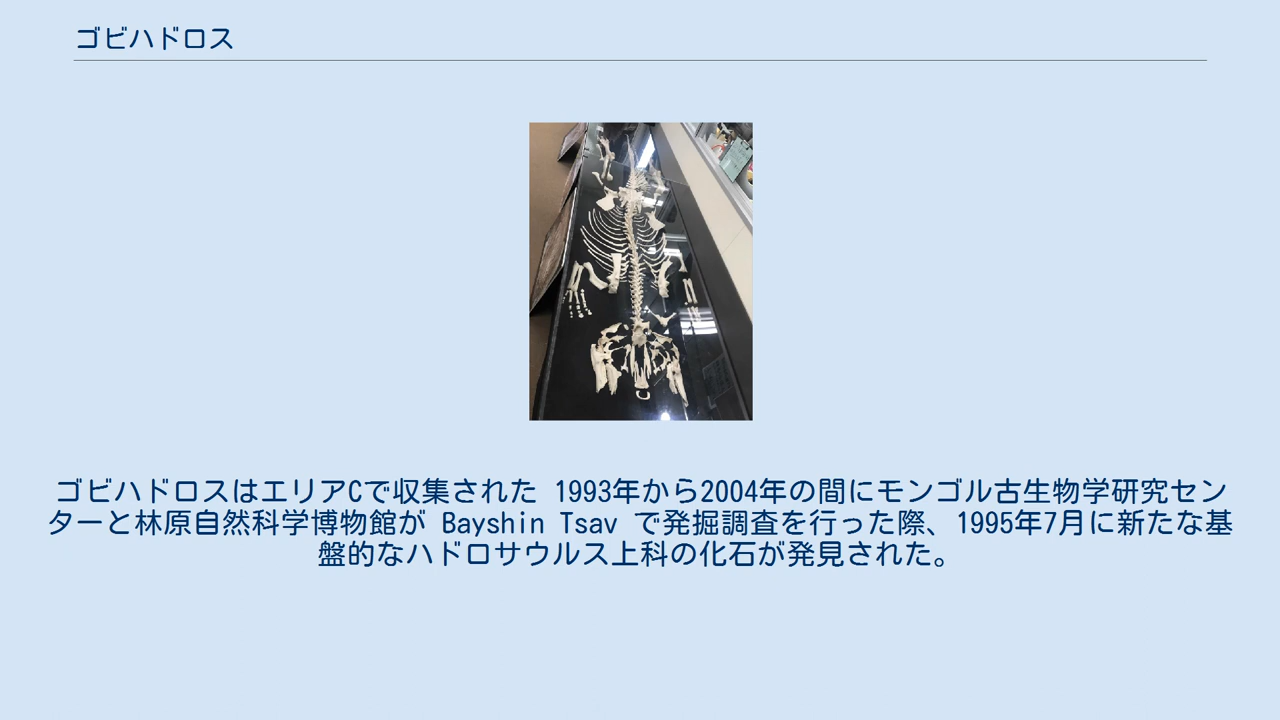 ゴビハドロス
ゴビハドロスはエリアCで収集された 1993年から2004年の間にモンゴル古生物学研究セン
ターと林原自然科学博物館が Bayshin Tsav で発掘調査を行った際、1995年7月に新たな基
盤的なハドロサウルス上科の化石が発見された。